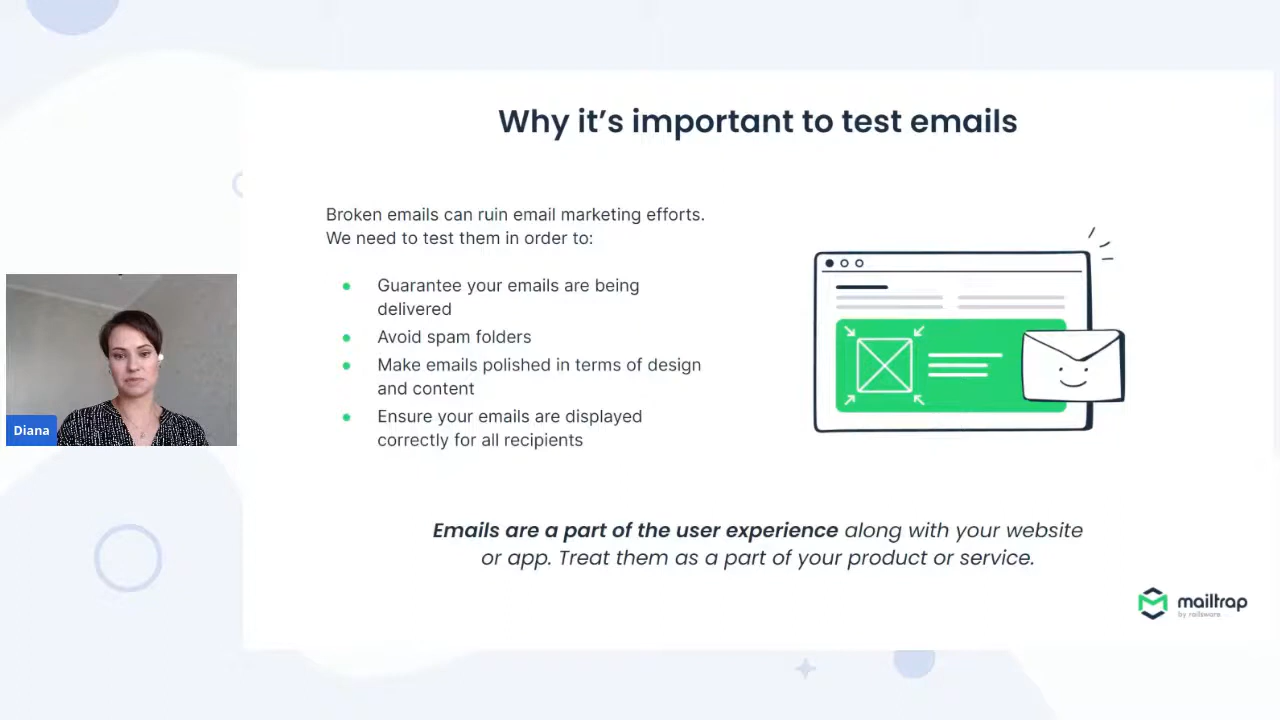 Why it's important to test emails
Broken emails can ruin email marketing efforts.
We need to test them in order to:
Guarantee your emails are being
delivered
Avoid spam folders
Make emails polished in terms of design
and content
Ensure your emails are displayed
correctly for all recipients
Diana
Emails are a part of the user experience along with your website
or app. Treat them as a part of your product or service.
mailtrap
by railsware